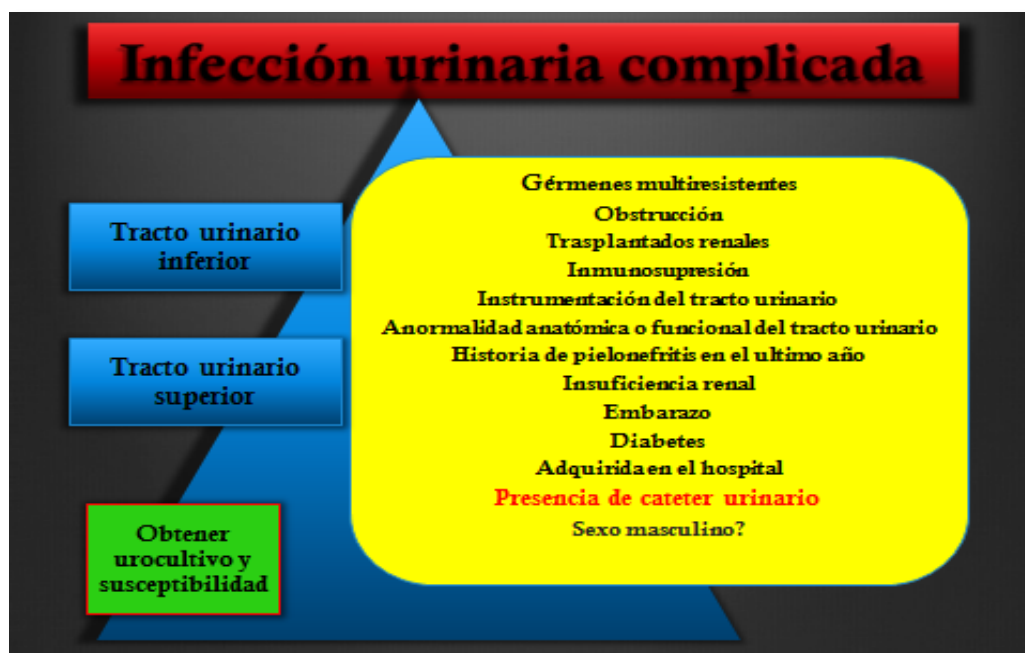 Infección urinaria complicada
Tracto urinario
inferior
Tracto urinario
superior
Obtener
urocultivo y
susceptibilidad
Gérmenes multiresistentes
Obstrucción
Trasplantados renales
Inmunosupresión
Instrumentación del tracto urinario
Anormalidad anatómica o funcional del tracto urinario
Historia de pielonefritis en el ultimo año
Insuficiencia renal
Embarazo
Diabetes
Adquirida en el hospital
Presencia de cateter urinario
Sexo masculino?